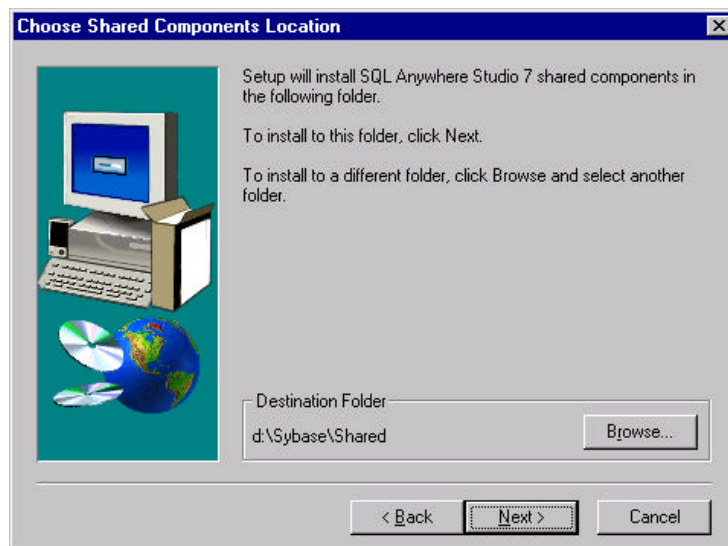 Choose Shared Components Location
Setup will install SQL Anywhere Studio 7 shared components in
the following folder.
To install to this folder, click Next.
To install to a different folder, click Browse and select another
folder.
Destination Folder
d:\Sybase\Shared
Browse...
< Back
Next >
Cancel